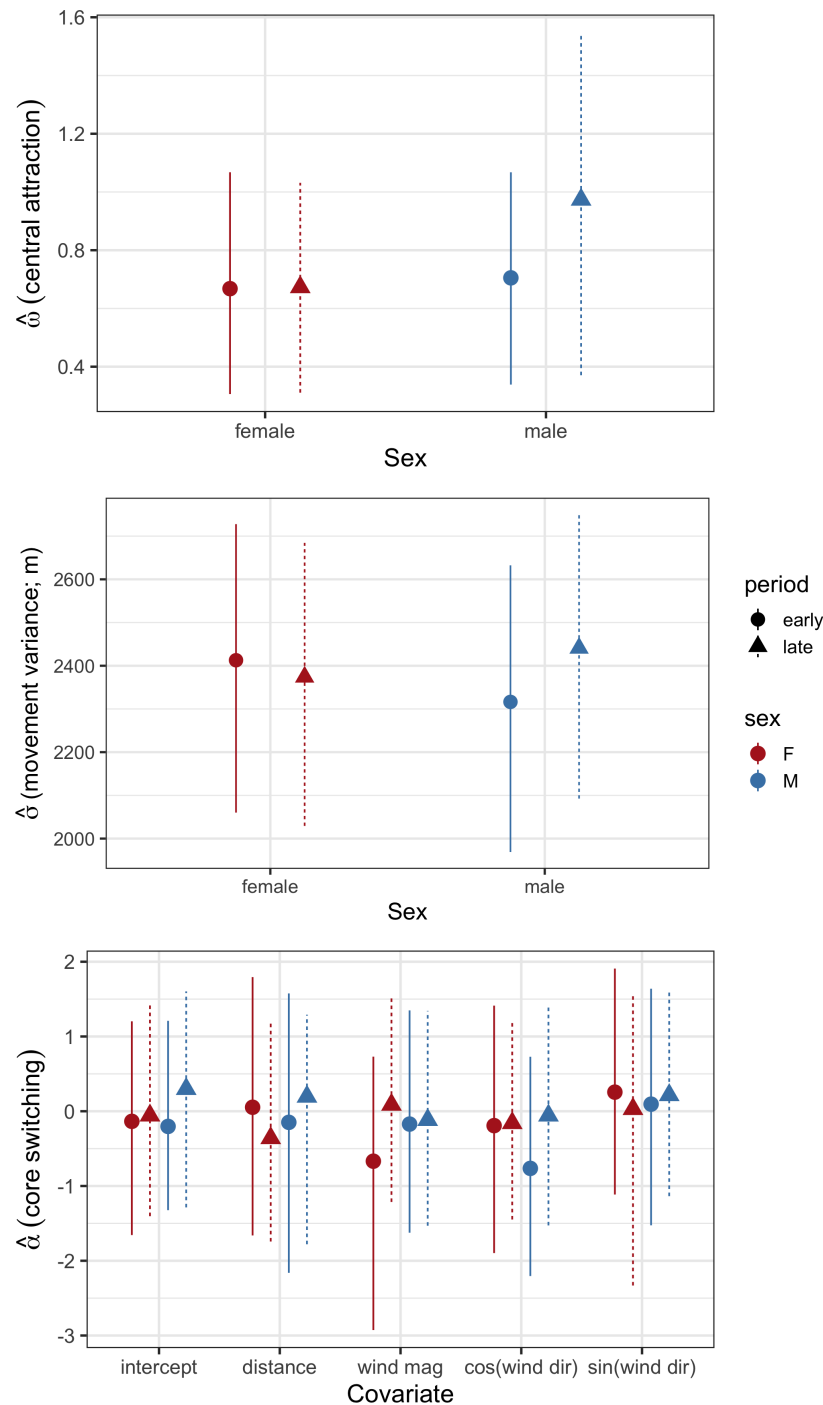 1.6
1.2
0.8
0.4
ω̂ (central attraction)
female male
Sex
2600
2400
2200
2000
σ̂ (movement variance; m)
female male
Sex
period
early
late
sex
F
M
2
1
0
-1
-2
-3
α̂ (core switching)
intercept distance wind mag cos(wind dir) sin(wind dir)
Covariate